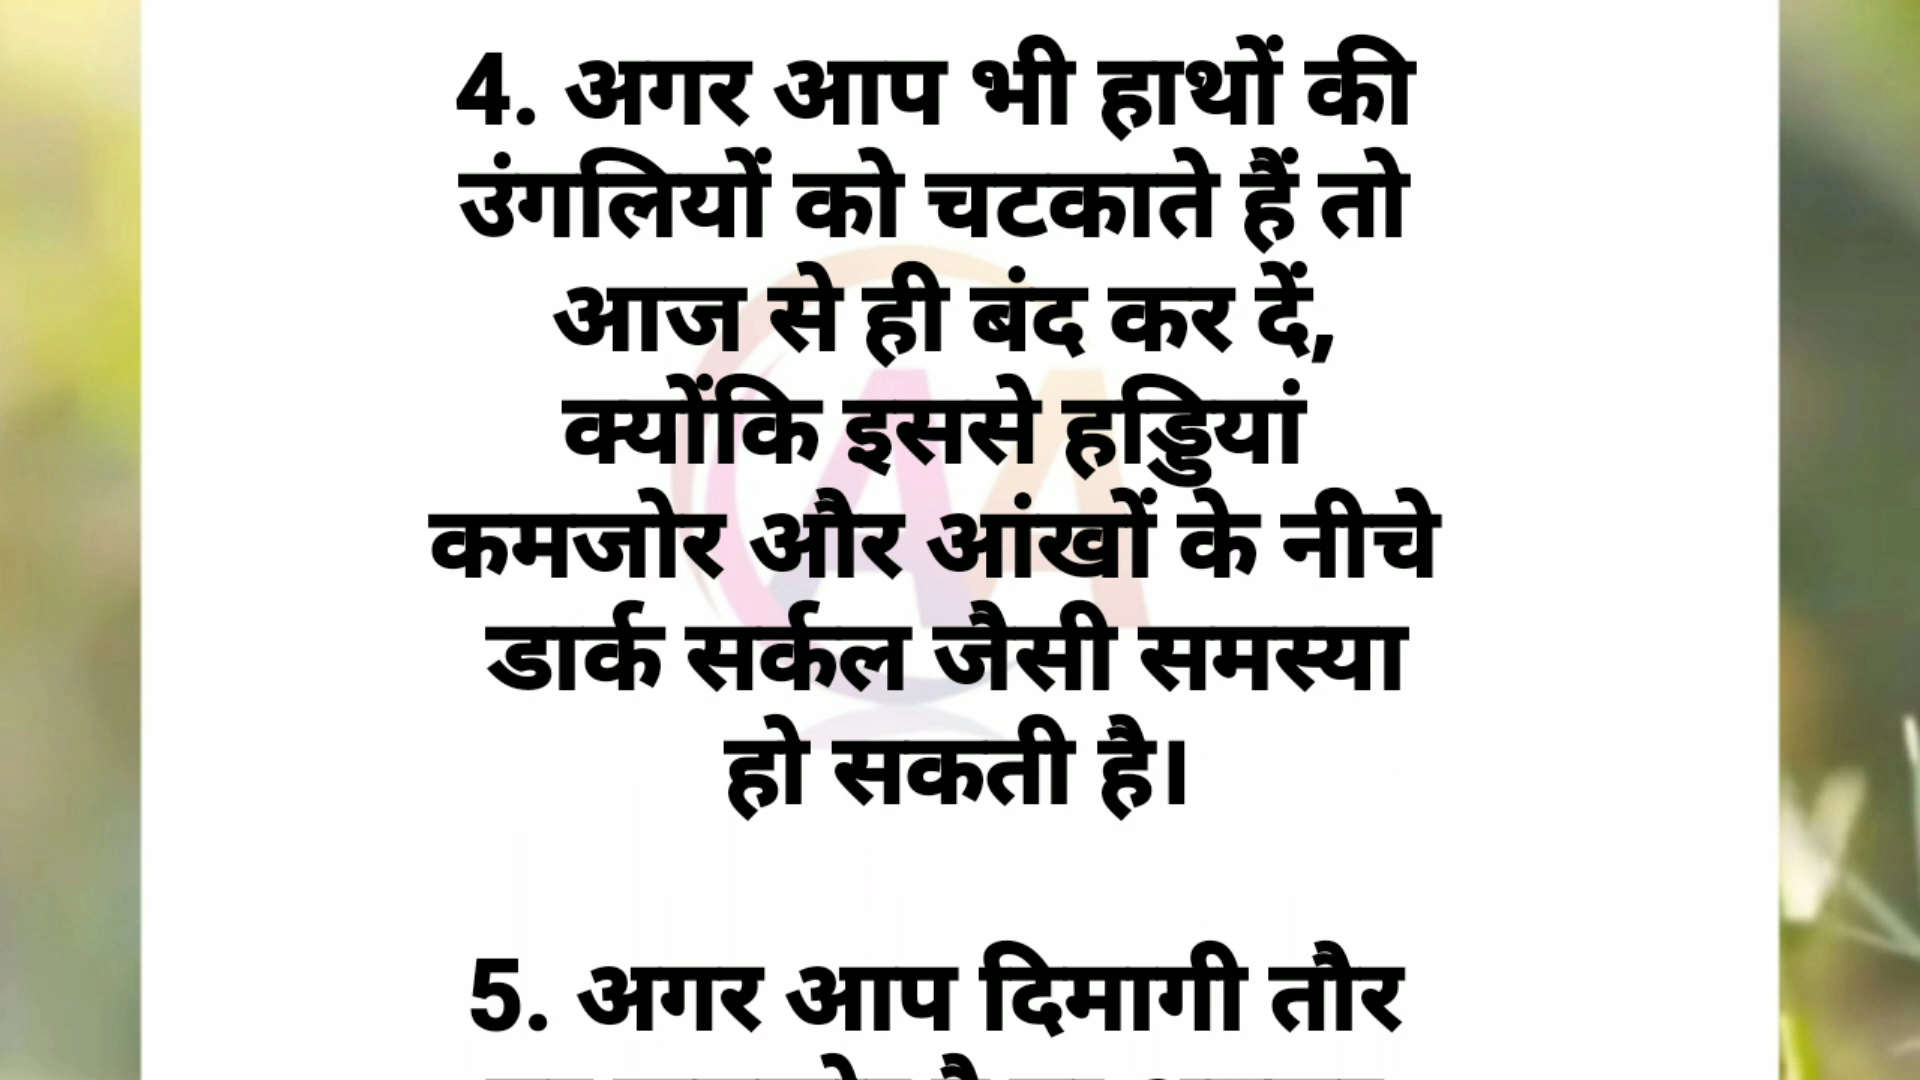 4. अगर आप भी हाथों की
उंगलियों को चटकाते हैं तो
आज से ही बंद कर दें,
क्योंकि इससे हड्डियां
कमजोर और आंखों के नीचे
डार्क सर्कल जैसी समस्या
हो सकती है।
5. अगर आप दिमागी तौर